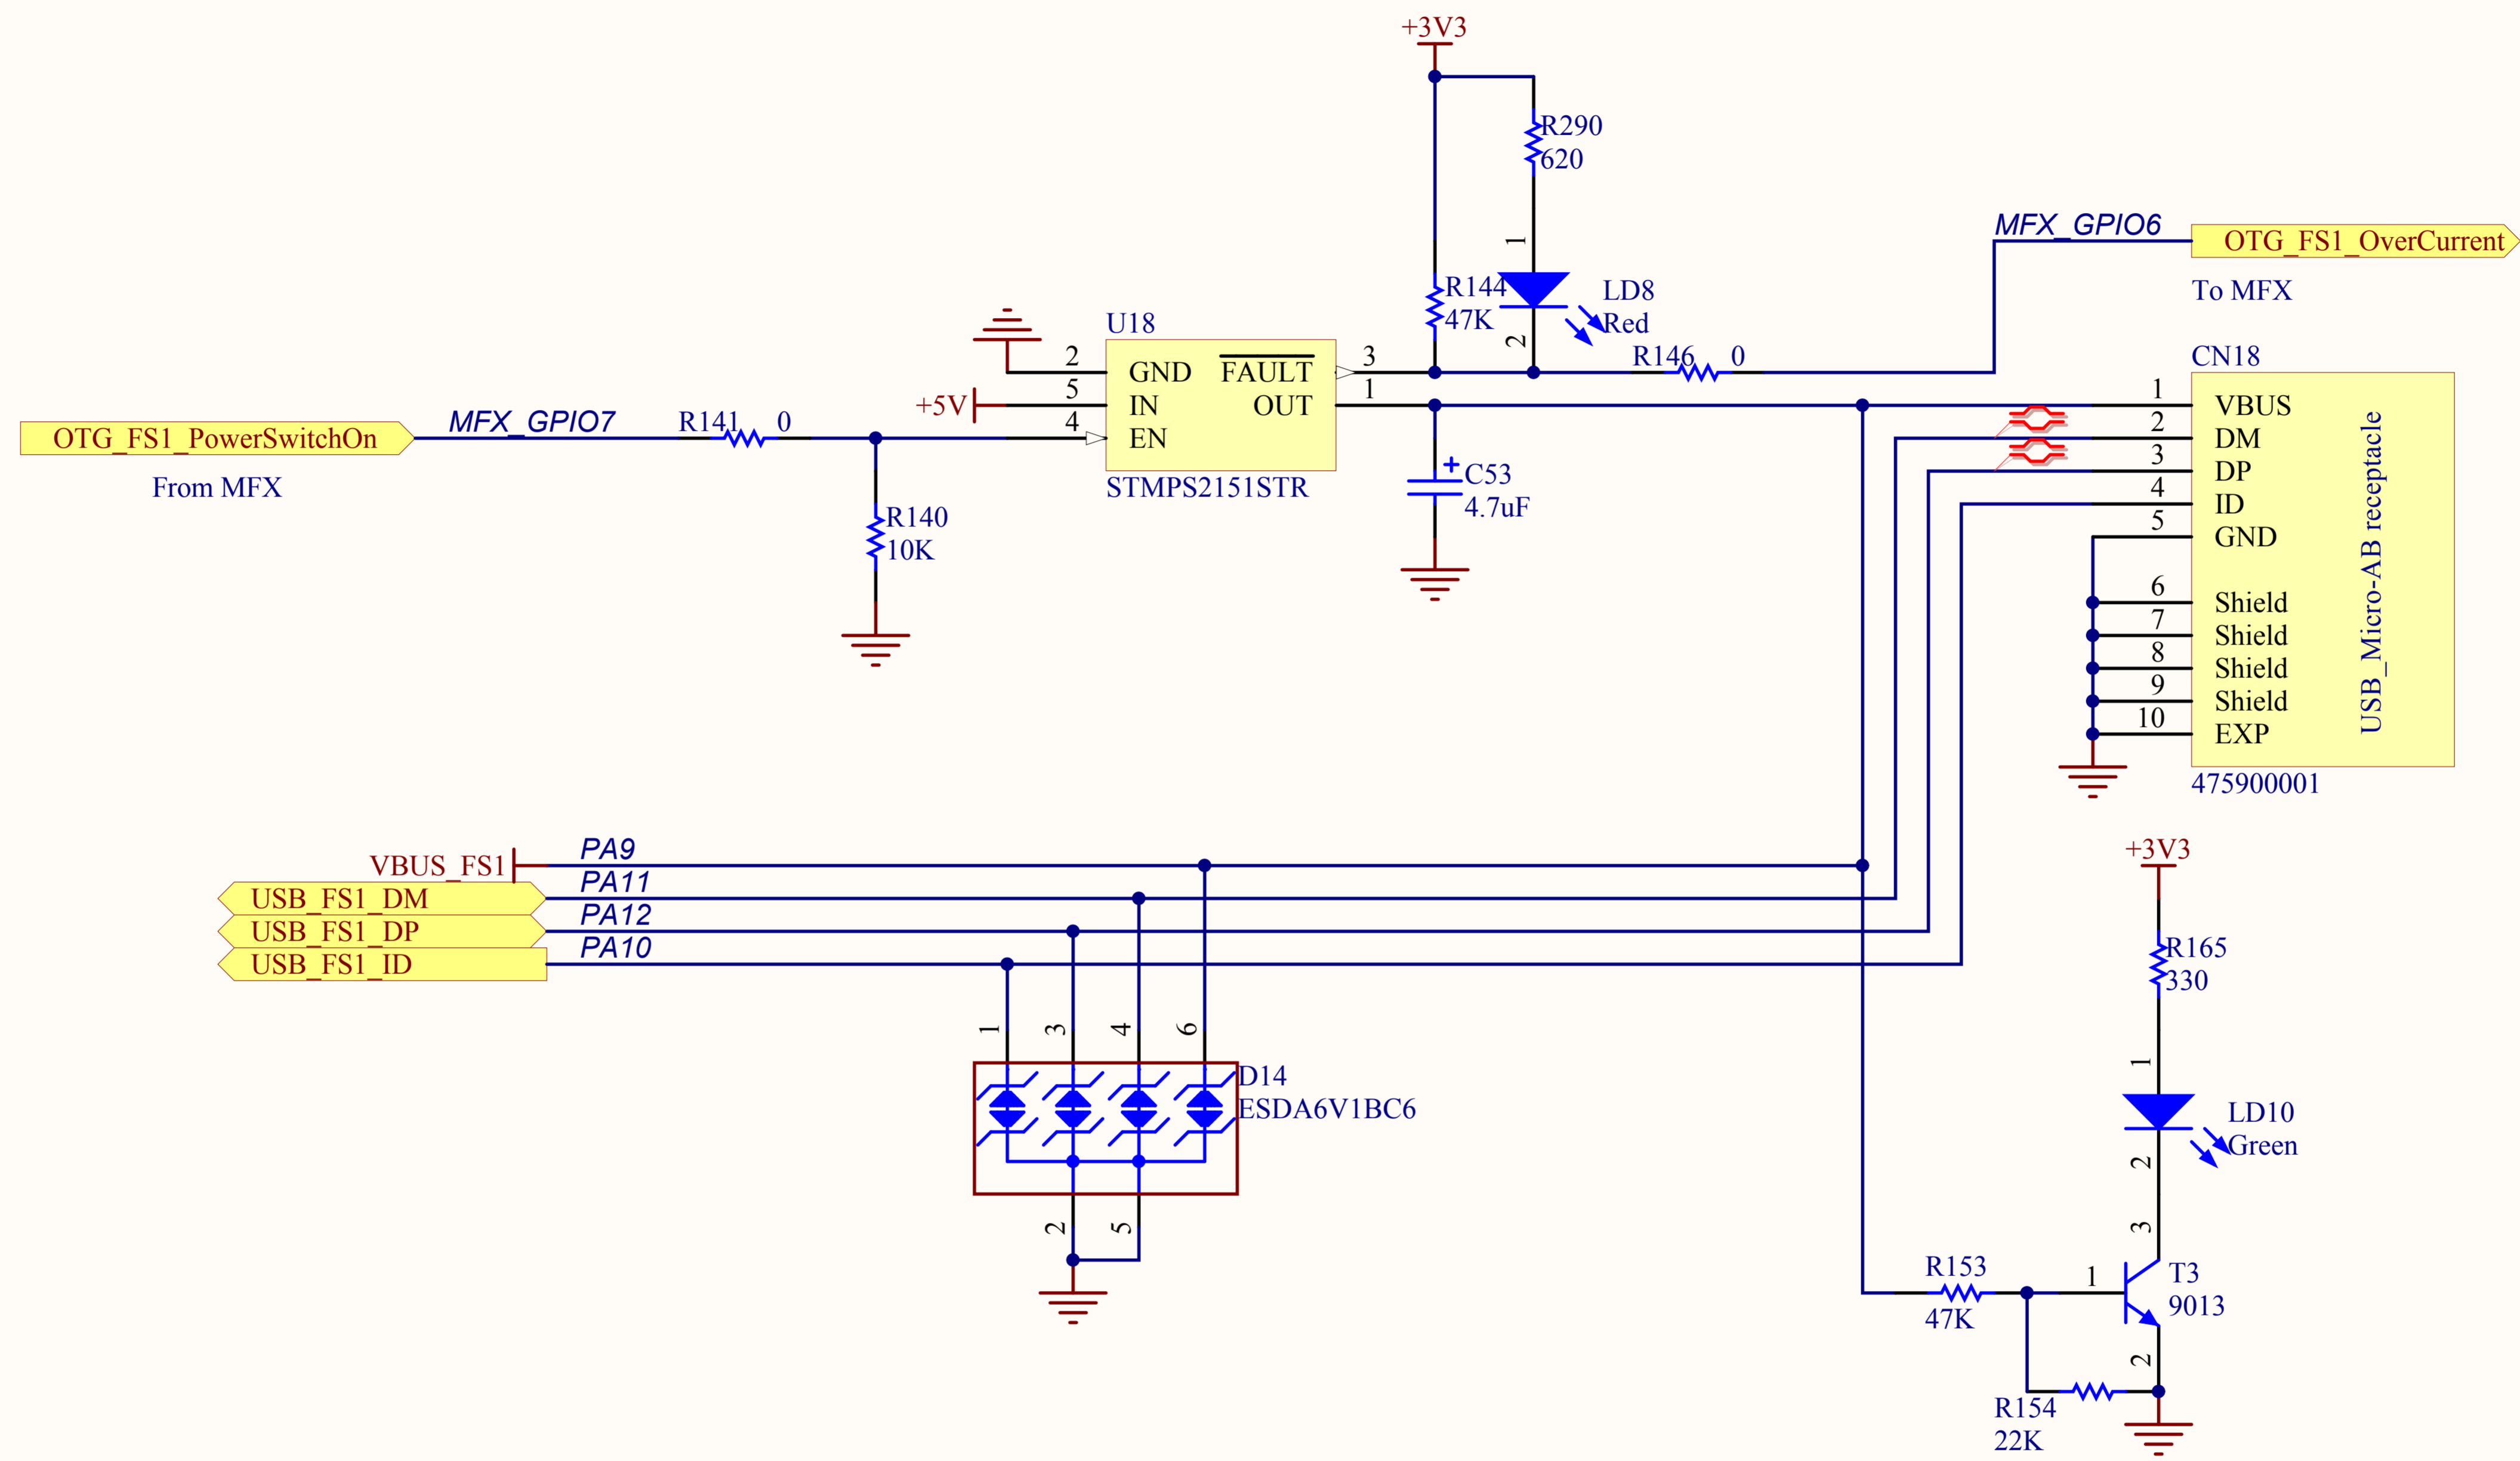 +3V3
R290
620
1
MFX_GPIO6
OTG_FS1_OverCurrent
To MFX
R144
47K
LD8
Red
2
R146 0
U18
2 GND FAULT 3
5 IN OUT 1
4 EN
STMPS2151STR
+5V
OTG_FS1_PowerSwitchOn
From MFX
MFX_GPIO7
R141 0
R140
10K
+ C53
4.7uF
CN18
1 VBUS
2 DM
3 DP
4 ID
5 GND
6 Shield
7 Shield
8 Shield
9 Shield
10 EXP
USB_Micro-AB receptacle
475900001
VBUS_FS1 PA9
USB_FS1_DM PA11
USB_FS1_DP PA12
USB_FS1_ID PA10
1 3 4 6
D14
ESDA6V1BC6
2 5
+3V3
R165
330
1
LD10
Green
2
3
R153
47K
1
T3
9013
2
R154
22K